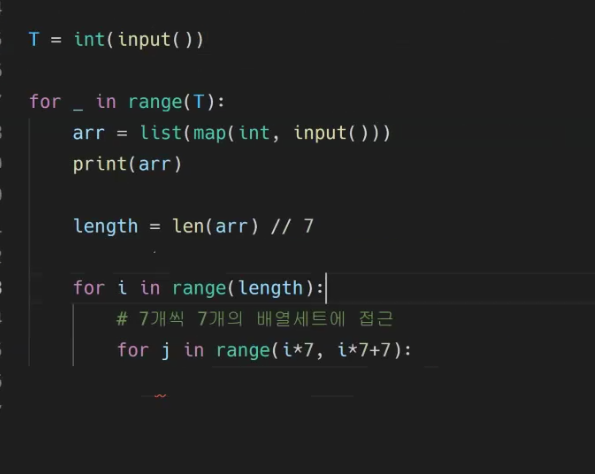 T = int(input())
for _ in range(T):
arr = list(map(int, input()))
print(arr)
length = len(arr) // 7
for i in range(length):
# 7개씩 7개의 배열세트에 접근
for j in range(i*7, i*7+7):